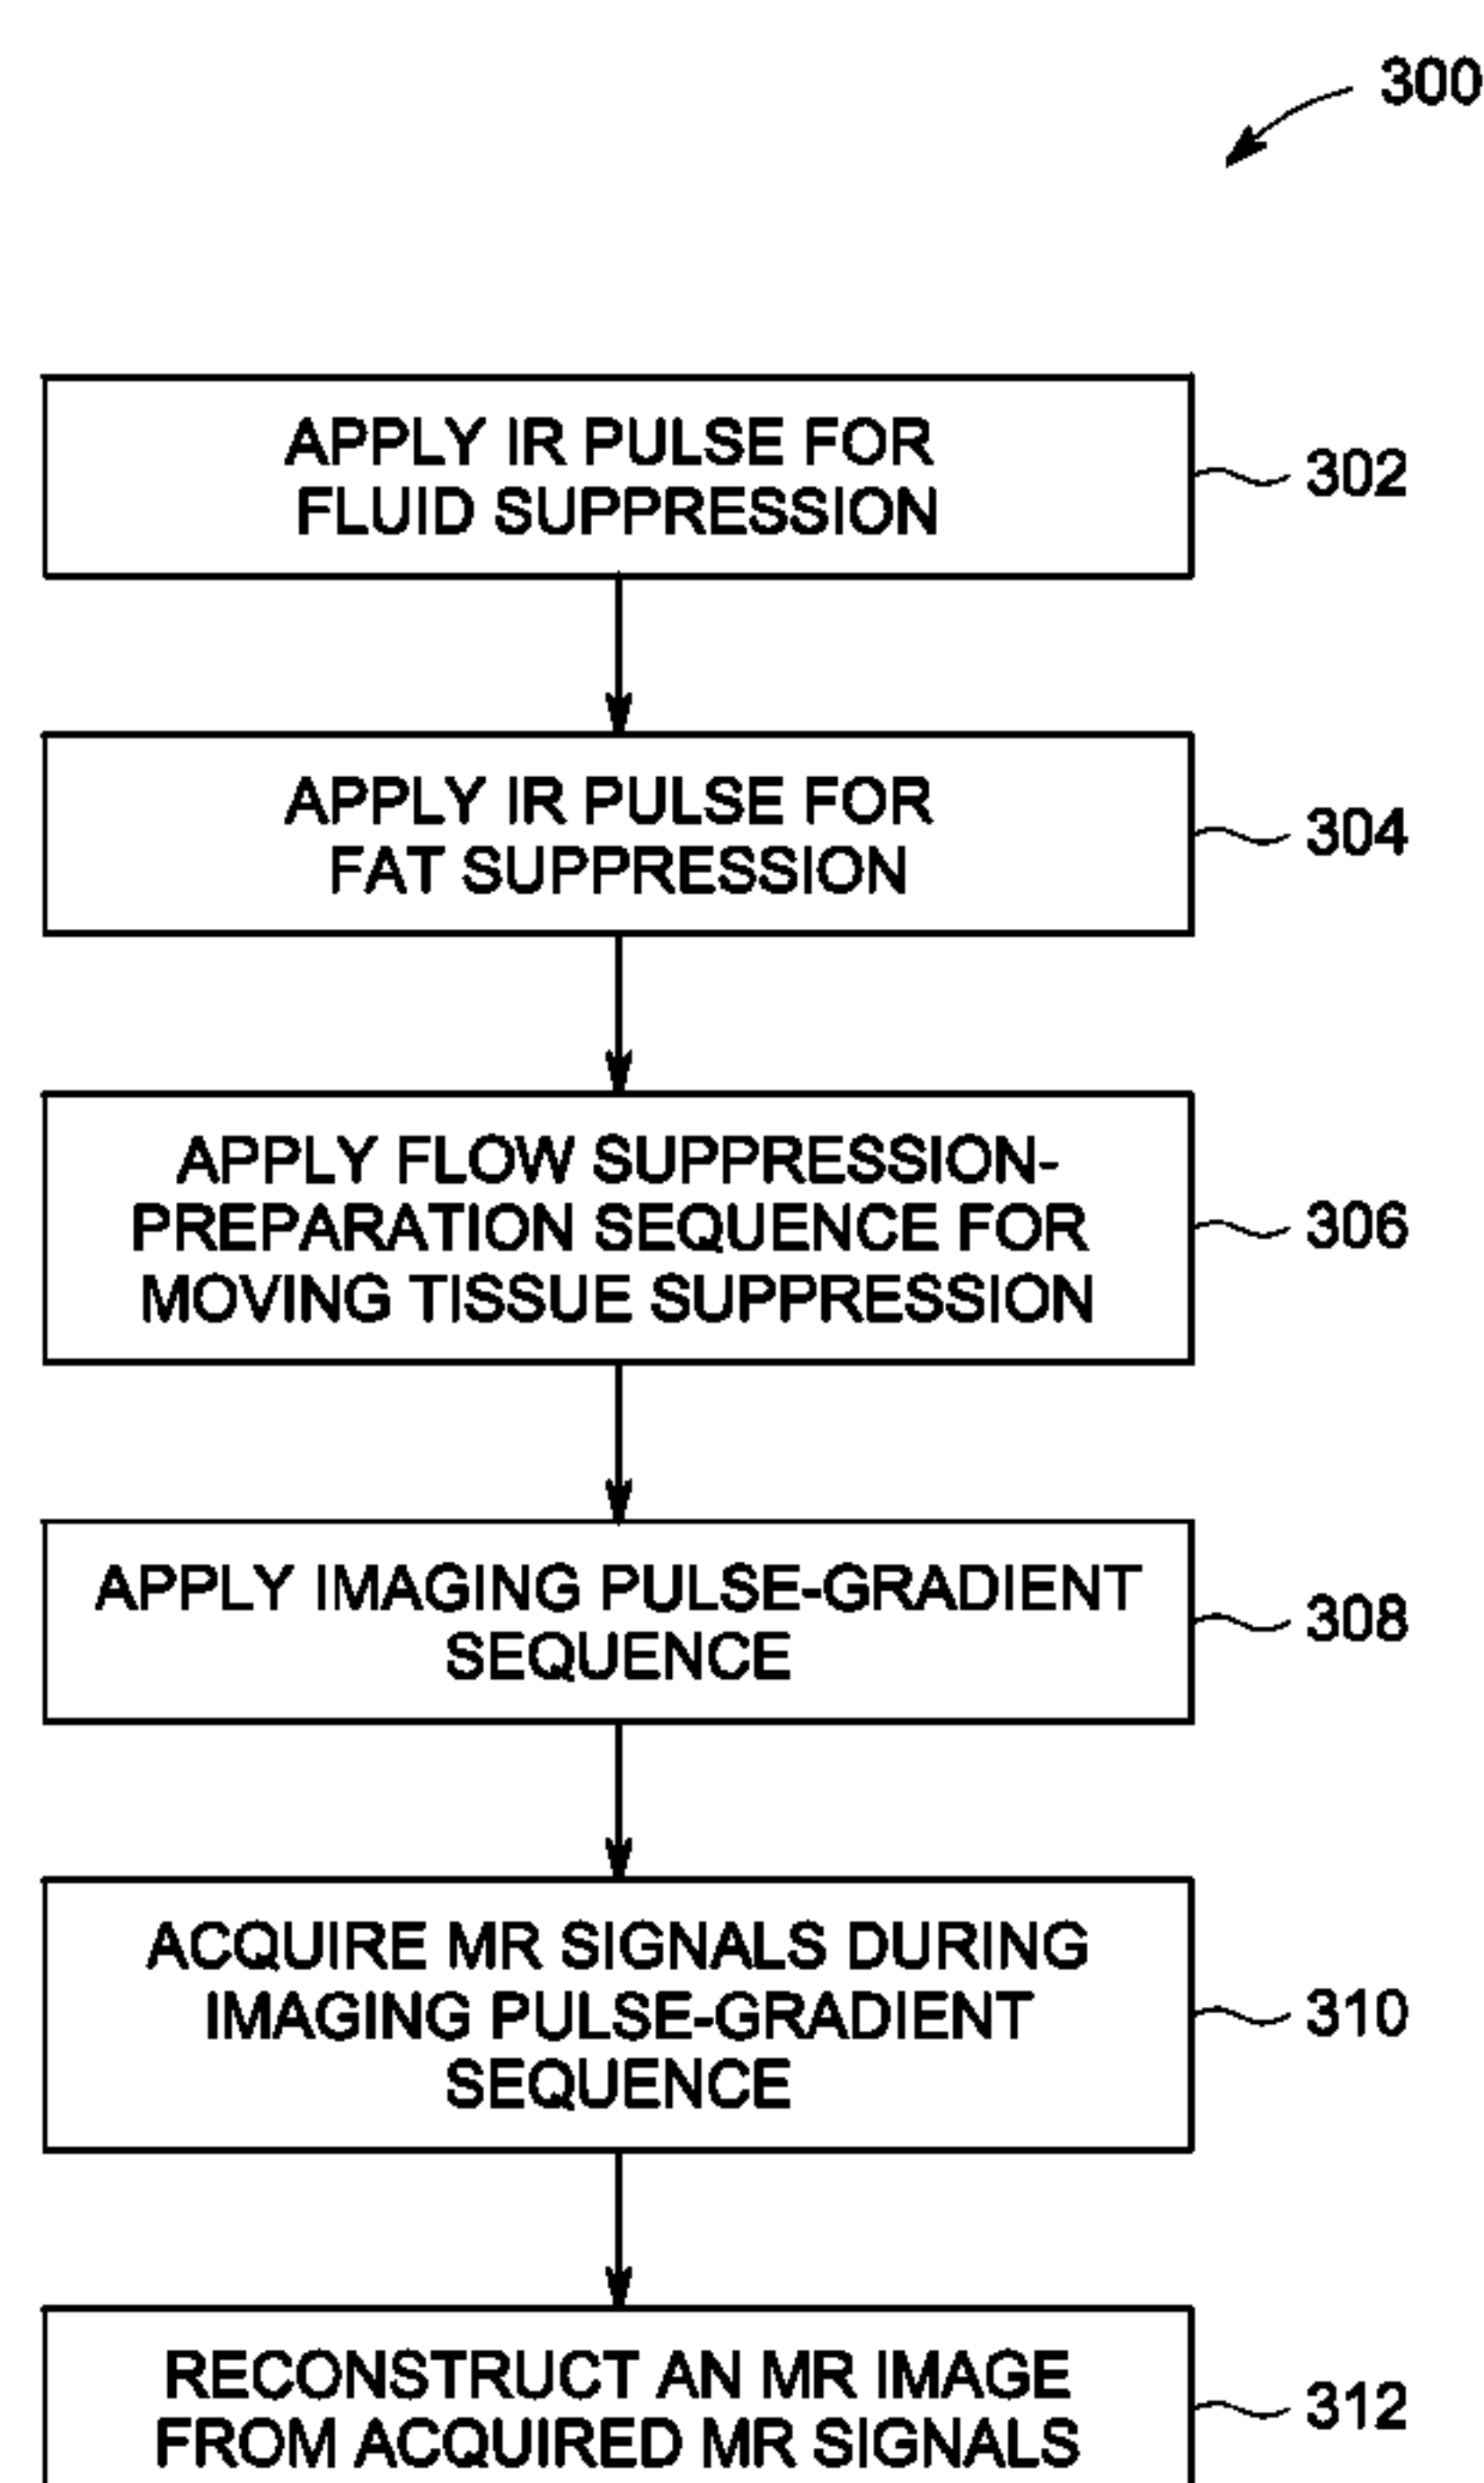 300
APPLY IR PULSE FOR
FLUID SUPPRESSION
302
APPLY IR PULSE FOR
FAT SUPPRESSION
304
APPLY FLOW SUPPRESSION-
PREPARATION SEQUENCE FOR
MOVING TISSUE SUPPRESSION
306
APPLY IMAGING PULSE-GRADIENT
SEQUENCE
308
ACQUIRE MR SIGNALS DURING
IMAGING PULSE-GRADIENT
SEQUENCE
310
RECONSTRUCT AN MR IMAGE
FROM ACQUIRED MR SIGNALS
312